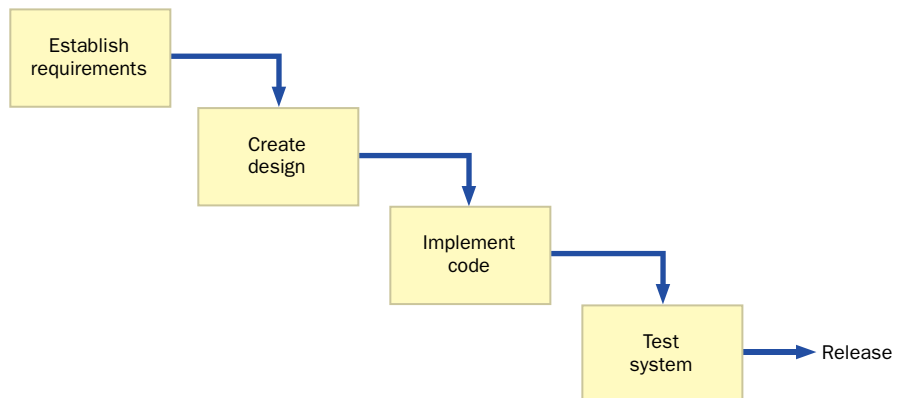 Establish
requirements
Create
design
Implement
code
Test
system
Release